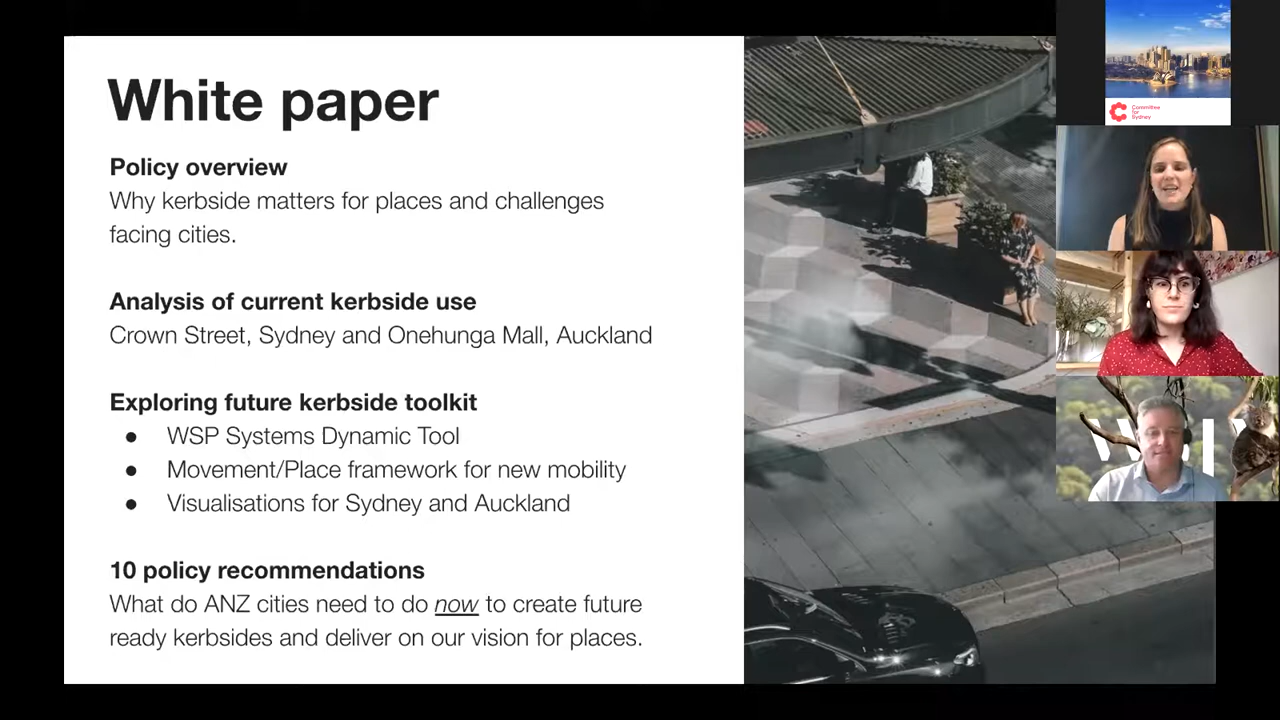 White paper
Policy overview
Why kerbside matters for places and challenges
facing cities.
Analysis of current kerbside use
Crown Street, Sydney and Onehunga Mall, Auckland
Exploring future kerbside toolkit
● WSP Systems Dynamic Tool
● Movement/Place framework for new mobility
● Visualisations for Sydney and Auckland
10 policy recommendations
What do ANZ cities need to do now to create future
ready kerbsides and deliver on our vision for places.
Committee
for
Sydney